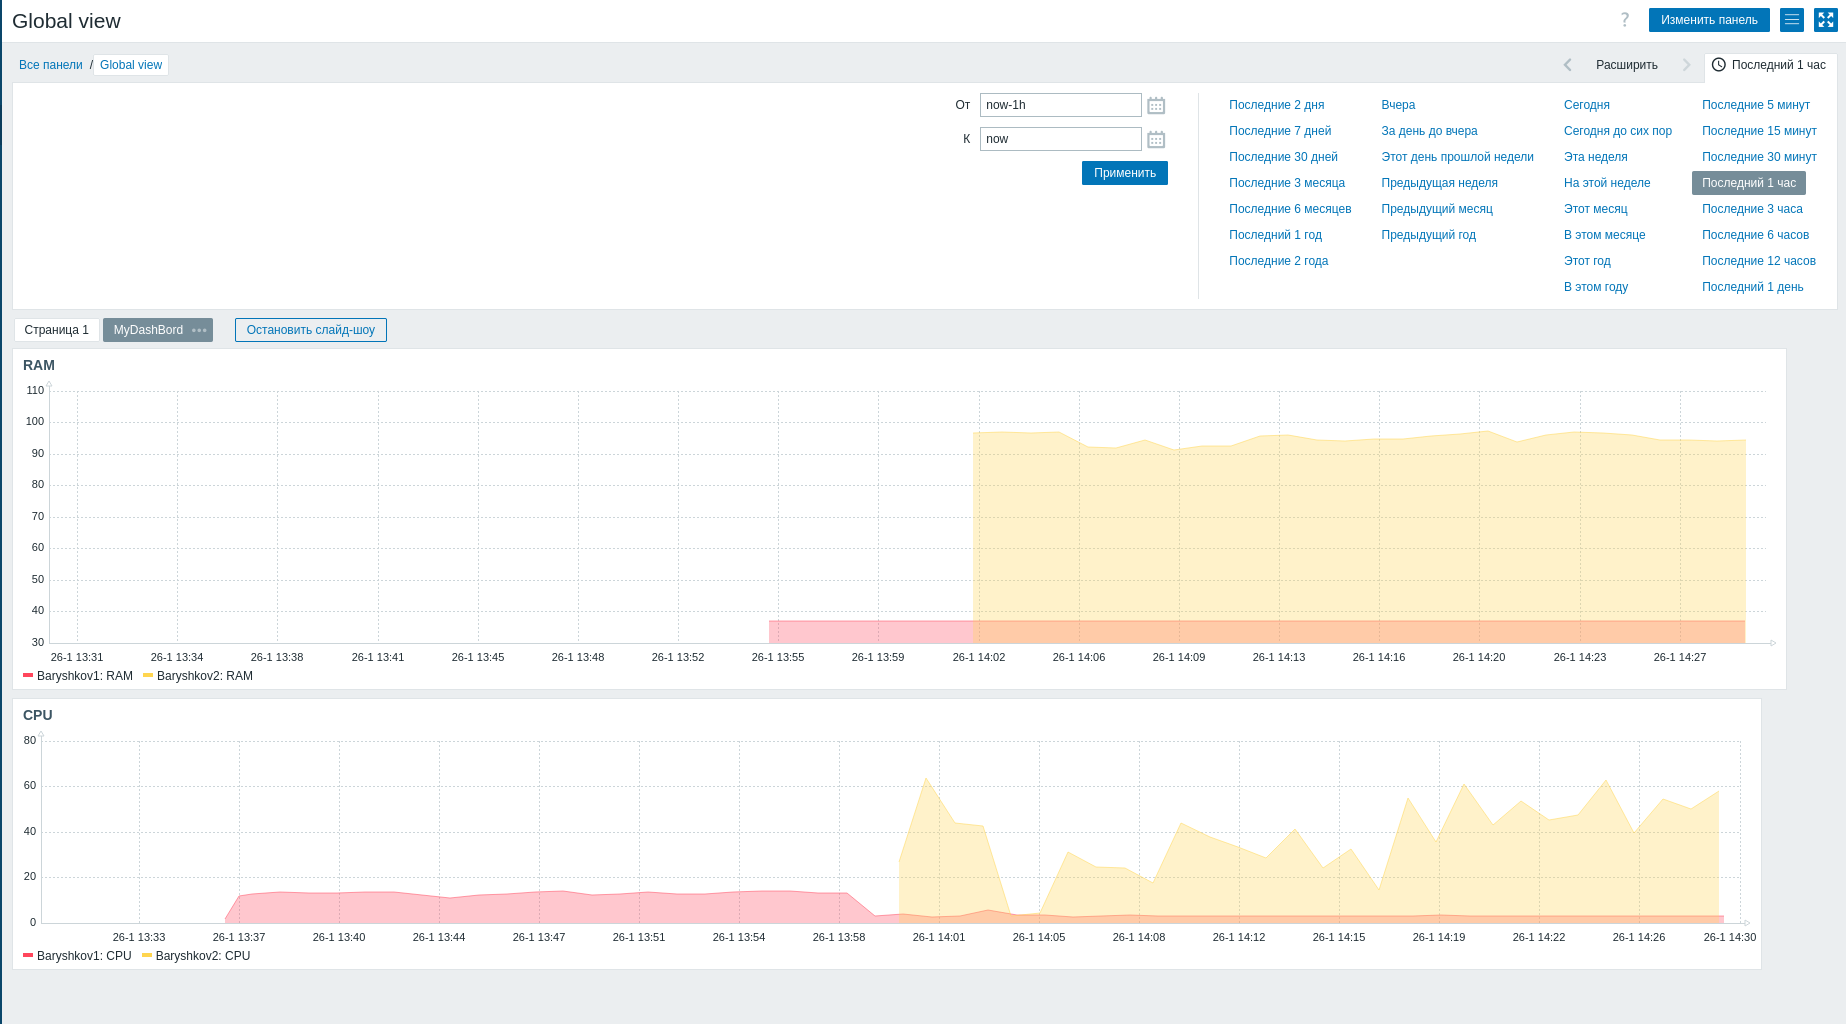 Global view
? Изменить панель
Все панели / Global view
Расширить
Последний 1 час
От now-1h
К now
Применить
Последние 2 дня Вчера Сегодня Последние 5 минут
Последние 7 дней За день до вчера Сегодня до сих пор Последние 15 минут
Последние 30 дней Этот день прошлой недели Эта неделя Последние 30 минут
Последние 3 месяца Предыдущая неделя На этой неделе Последний 1 час
Последние 6 месяцев Предыдущий месяц Этот месяц Последние 3 часа
Последний 1 год Предыдущий год В этом месяце Последние 6 часов
Последние 2 года Этот год Последние 12 часов
В этом году Последний 1 день
Страница 1 MyDashBord ••• Остановить слайд-шоу
RAM
110
100
90
80
70
60
50
40
30
26-1 13:31 26-1 13:34 26-1 13:38 26-1 13:41 26-1 13:45 26-1 13:48 26-1 13:52 26-1 13:55 26-1 13:59 26-1 14:02 26-1 14:06 26-1 14:09 26-1 14:13 26-1 14:16 26-1 14:20 26-1 14:23 26-1 14:27
Baryshkov1: RAM Baryshkov2: RAM
CPU
80
60
40
20
0
26-1 13:33 26-1 13:37 26-1 13:40 26-1 13:44 26-1 13:47 26-1 13:51 26-1 13:54 26-1 13:58 26-1 14:01 26-1 14:05 26-1 14:08 26-1 14:12 26-1 14:15 26-1 14:19 26-1 14:22 26-1 14:26 26-1 14:30
Baryshkov1: CPU Baryshkov2: CPU